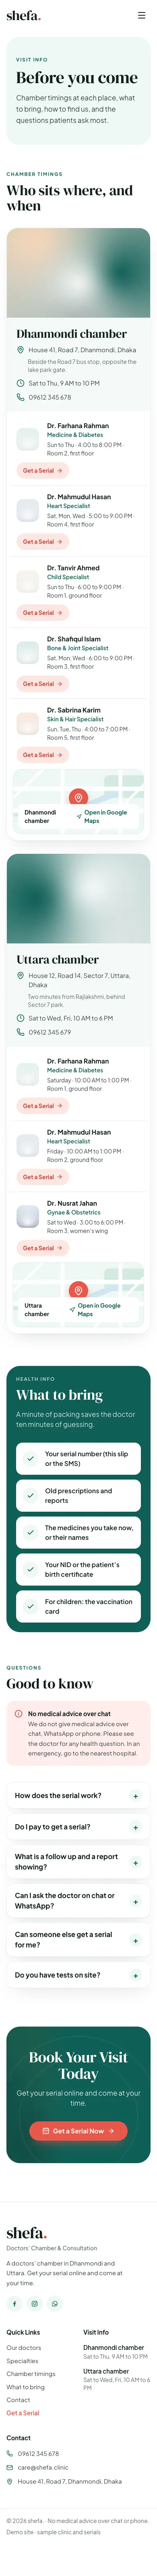 shefa.
VISIT INFO
Before you come
Chamber timings at each place, what
to bring, how to find us, and the
questions patients ask most.
CHAMBER TIMINGS
Who sits where, and
when
Dhanmondi chamber
House 41, Road 7, Dhanmondi, Dhaka
Beside the Road 7 bus stop, opposite the
lake park gate.
Sat to Thu, 9 AM to 10 PM
09612 345 678
Dr. Farhana Rahman
Medicine & Diabetes
Sun to Thu · 4:00 to 8:00 PM ·
Room 2, first floor
Get a Serial →
Dr. Mahmudul Hasan
Heart Specialist
Sat, Mon, Wed · 5:00 to 9:00 PM ·
Room 4, first floor
Get a Serial →
Dr. Tanvir Ahmed
Child Specialist
Sun to Thu · 6:00 to 9:00 PM ·
Room 1, ground floor
Get a Serial →
Dr. Shafiqul Islam
Bone & Joint Specialist
Sat, Mon, Wed · 6:00 to 9:00 PM ·
Room 3, first floor
Get a Serial →
Dr. Sabrina Karim
Skin & Hair Specialist
Sun, Tue, Thu · 4:00 to 7:00 PM ·
Room 5, first floor
Get a Serial →
Dhanmondi
chamber
Open in Google
Maps
Uttara chamber
House 12, Road 14, Sector 7, Uttara,
Dhaka
Two minutes from Rajlakshmi, behind
Sector 7 park.
Sat to Wed, Fri, 10 AM to 6 PM
09612 345 679
Dr. Farhana Rahman
Medicine & Diabetes
Saturday · 10:00 AM to 1:00 PM ·
Room 1, ground floor
Get a Serial →
Dr. Mahmudul Hasan
Heart Specialist
Friday · 10:00 AM to 1:00 PM ·
Room 2, ground floor
Get a Serial →
Dr. Nusrat Jahan
Gynae & Obstetrics
Sat to Wed · 3:00 to 6:00 PM ·
Room 3, women's wing
Get a Serial →
Uttara
chamber
Open in Google
Maps
HEALTH INFO
What to bring
A minute of packing saves the doctor
ten minutes of guessing.
Your serial number (this slip
or the SMS)
Old prescriptions and
reports
The medicines you take now,
or their names
Your NID or the patient's
birth certificate
For children: the vaccination
card
QUESTIONS
Good to know
No medical advice over chat
We do not give medical advice over
chat, WhatsApp or phone. Please see
the doctor for any health question. In an
emergency, go to the nearest hospital.
How does the serial work? +
Do I pay to get a serial? +
What is a follow up and a report
showing? +
Can I ask the doctor on chat or
WhatsApp? +
Can someone else get a serial
for me? +
Do you have tests on site? +
Book Your Visit
Today
Get your serial online and come at your
time.
Get a Serial Now →
shefa.
Doctors' Chamber & Consultation
A doctors' chamber in Dhanmondi and
Uttara. Get your serial online and come at
your time.
Quick Links
Our doctors
Specialties
Chamber timings
What to bring
Contact
Get a Serial
Visit Info
Dhanmondi chamber
Sat to Thu, 9 AM to 10 PM
Uttara chamber
Sat to Wed, Fri, 10 AM to 6
PM
Contact
09612 345 678
care@shefa.clinic
House 41, Road 7, Dhanmondi, Dhaka
© 2026 shefa. · No medical advice over chat or phone.
Demo site · sample clinic and serials